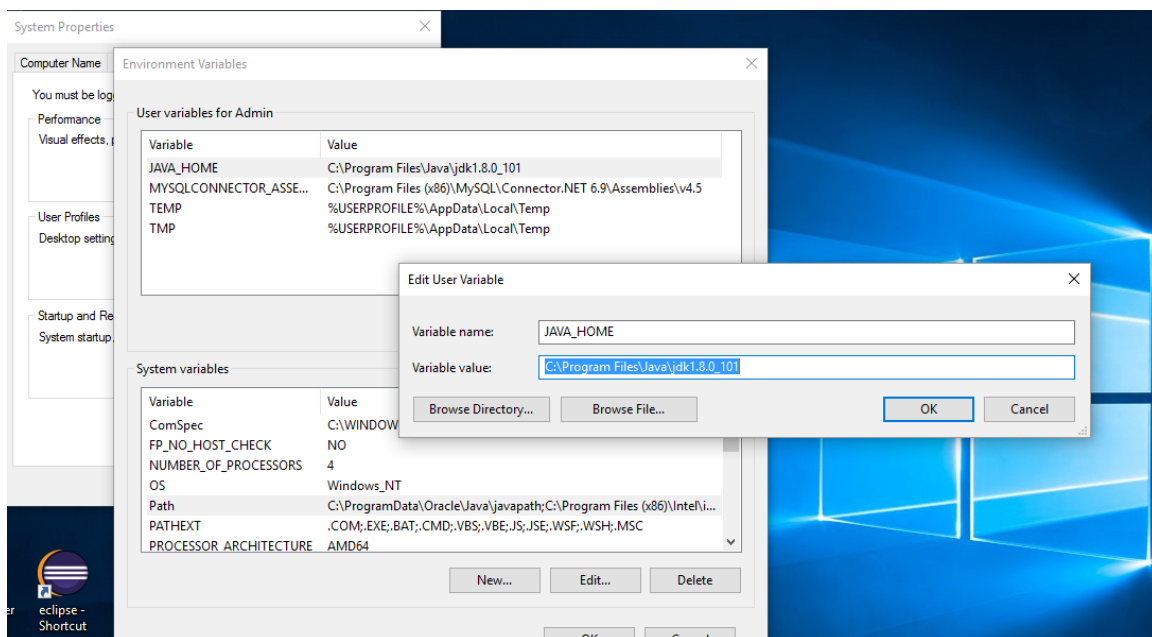 System Properties
Computer Name
Environment Variables
You must be log
Performance
Visual effects, p
User Profiles
Desktop setting
Startup and Re
System startup,
User variables for Admin
Variable Value
JAVA_HOME C:\Program Files\Java\jdk1.8.0_101
MYSQLCONNECTOR_ASSE... C:\Program Files (x86)\MySQL\Connector.NET 6.9\Assemblies\v4.5
TEMP %USERPROFILE%\AppData\Local\Temp
TMP %USERPROFILE%\AppData\Local\Temp
Edit User Variable
Variable name: JAVA_HOME
Variable value: C:\Program Files\Java\jdk1.8.0_101
Browse Directory... Browse File... OK Cancel
System variables
Variable Value
ComSpec C:\WINDOW
FP_NO_HOST_CHECK NO
NUMBER_OF_PROCESSORS 4
OS Windows_NT
Path C:\ProgramData\Oracle\Java\javapath;C:\Program Files (x86)\Intel\i...
PATHEXT .COM;.EXE;.BAT;.CMD;.VBS;.VBE;.JS;.JSE;.WSF;.WSH;.MSC
PROCESSOR_ARCHITECTURE AMD64
New... Edit... Delete
er
eclipse -
Shortcut